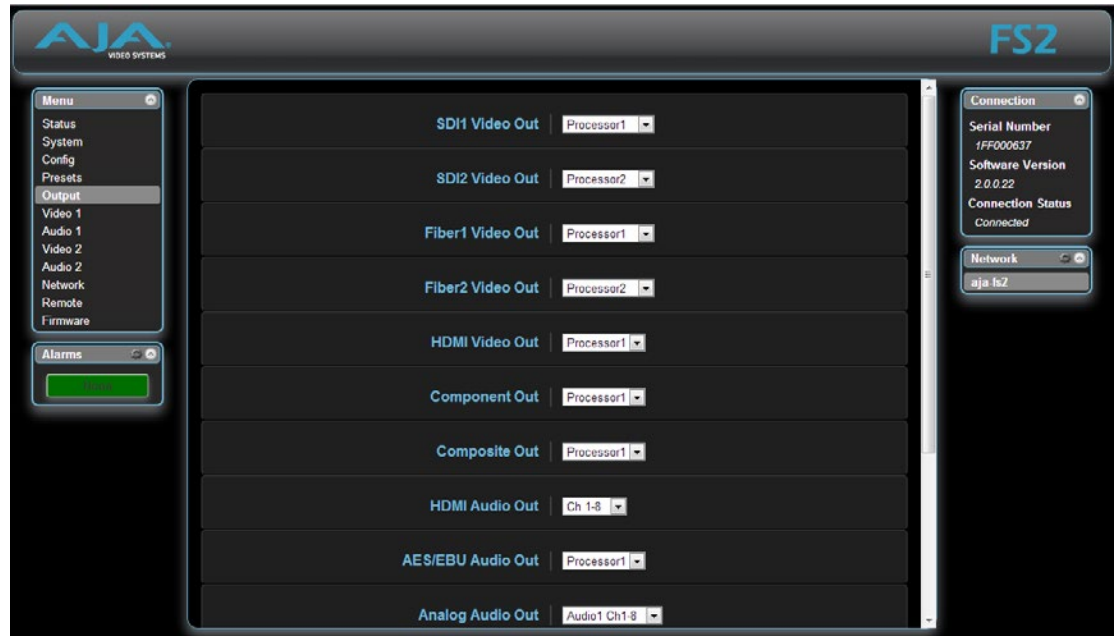 AJA
VIDEO SYSTEMS
FS2
Menu
Status
System
Config
Presets
Output
Video 1
Audio 1
Video 2
Audio 2
Network
Remote
Firmware
Alarms
None
SDI1 Video Out Processor1
SDI2 Video Out Processor2
Fiber1 Video Out Processor1
Fiber2 Video Out Processor2
HDMI Video Out Processor1
Component Out Processor1
Composite Out Processor1
HDMI Audio Out Ch 1-8
AES/EBU Audio Out Processor1
Analog Audio Out Audio1 Ch1-8
Connection
Serial Number
1FF000637
Software Version
2.0.0.22
Connection Status
Connected
Network
aja-fs2